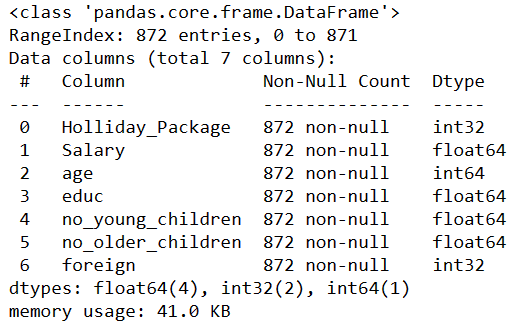 <class 'pandas.core.frame.DataFrame'>
RangeIndex: 872 entries, 0 to 871
Data columns (total 7 columns):
 #   Column             Non-Null Count  Dtype
---  ------             --------------  -----
 0   Holliday_Package   872 non-null    int32
 1   Salary             872 non-null    float64
 2   age                872 non-null    int64
 3   educ               872 non-null    float64
 4   no_young_children  872 non-null    float64
 5   no_older_children  872 non-null    float64
 6   foreign            872 non-null    int32
dtypes: float64(4), int32(2), int64(1)
memory usage: 41.0 KB